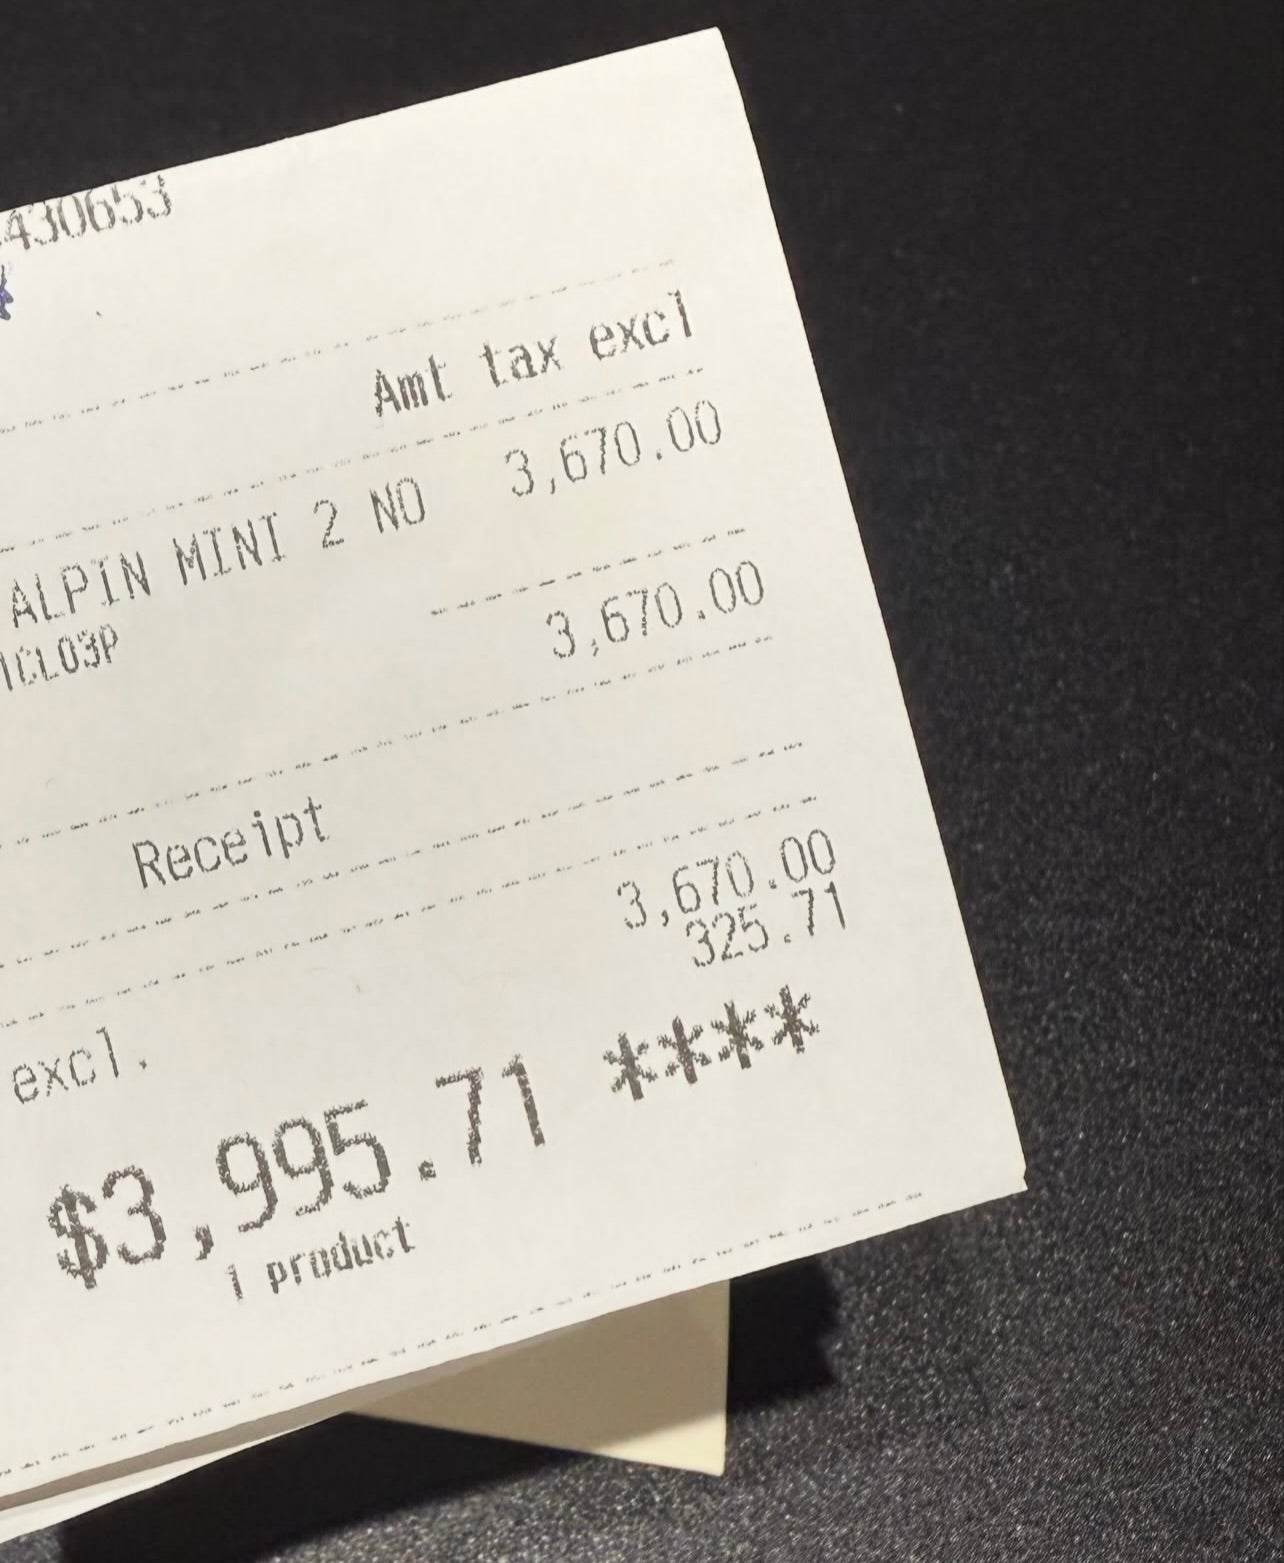 430653
Amt tax excl
ALPIN MINI 2 NO 3,670.00
1CL03P
3,670.00
Receipt
3,670.00
325.71
excl.
$3,995.71 ****
1 product